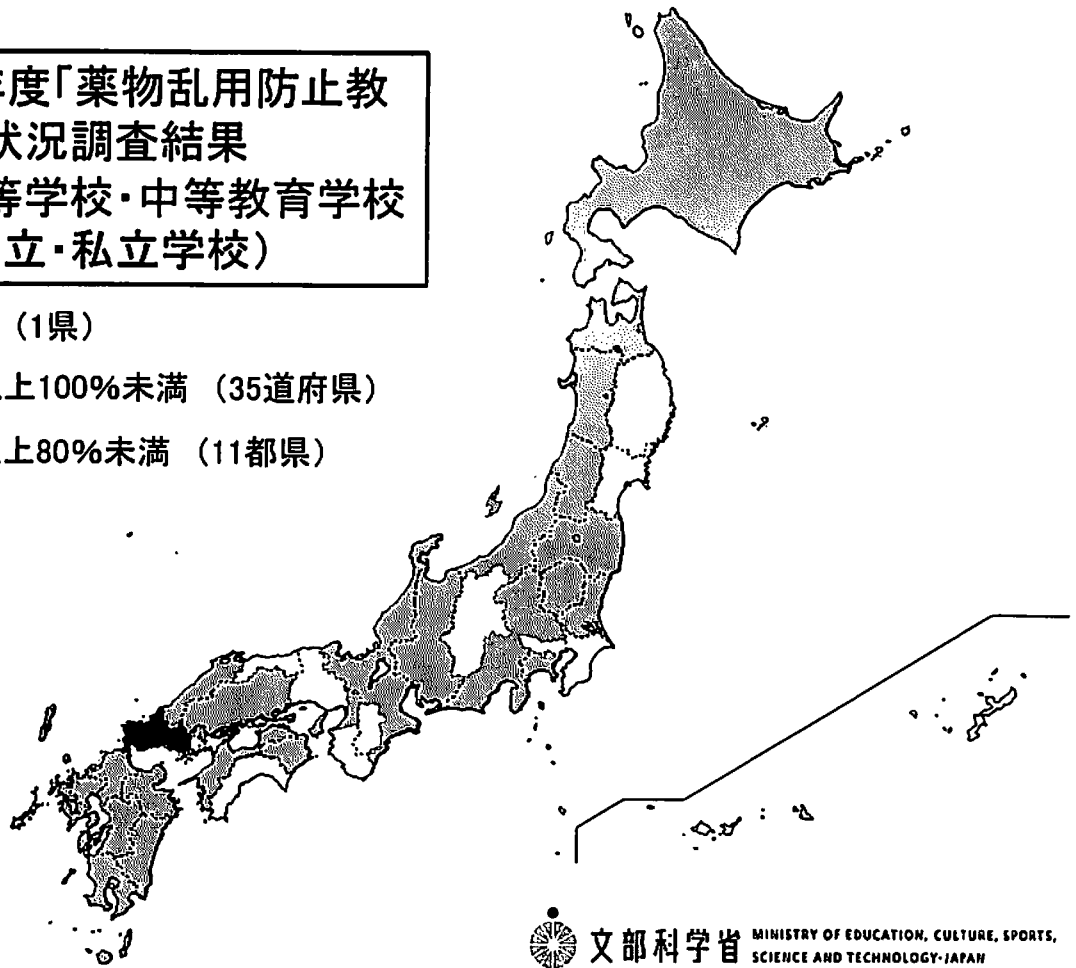 年度「薬物乱用防止教
状況調査結果
等学校・中等教育学校
立・私立学校）
（1県）
上100%未満 （35道府県）
上80%未満 （11都県）
文部科学省 MINISTRY OF EDUCATION, CULTURE, SPORTS,
SCIENCE AND TECHNOLOGY-JAPAN